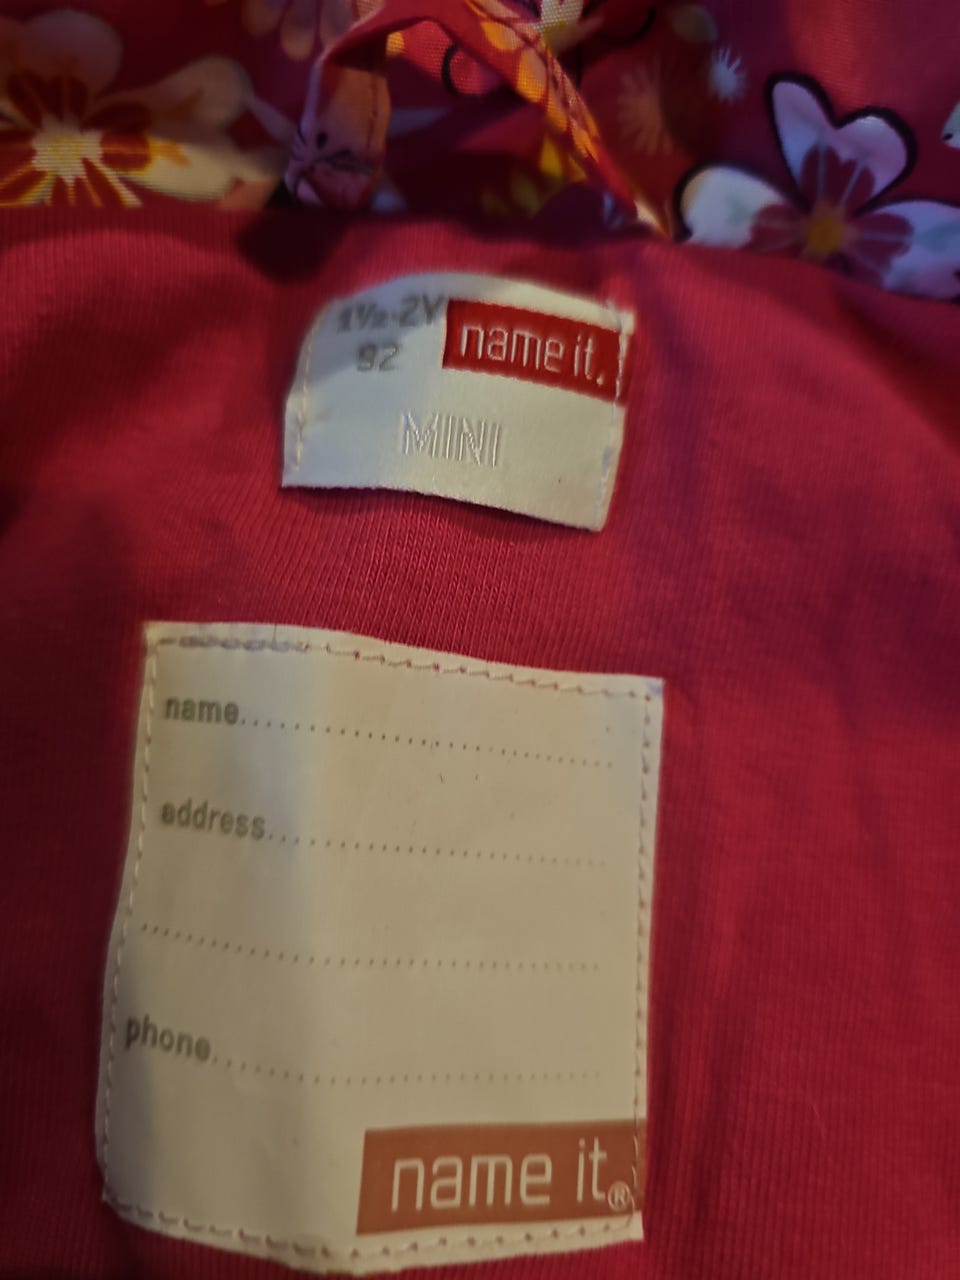 1½-2Y
92
name it.
MINI
name
address
phone
name it.®